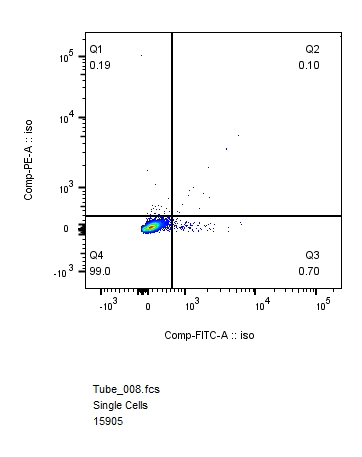 Q1
0.19
Q2
0.10
10^5
10^4
10^3
0
-10^3
Comp-PE-A :: iso
Q4
99.0
Q3
0.70
-10^3
0
10^3
10^4
10^5
Comp-FITC-A :: iso
Tube_008.fcs
Single Cells
15905